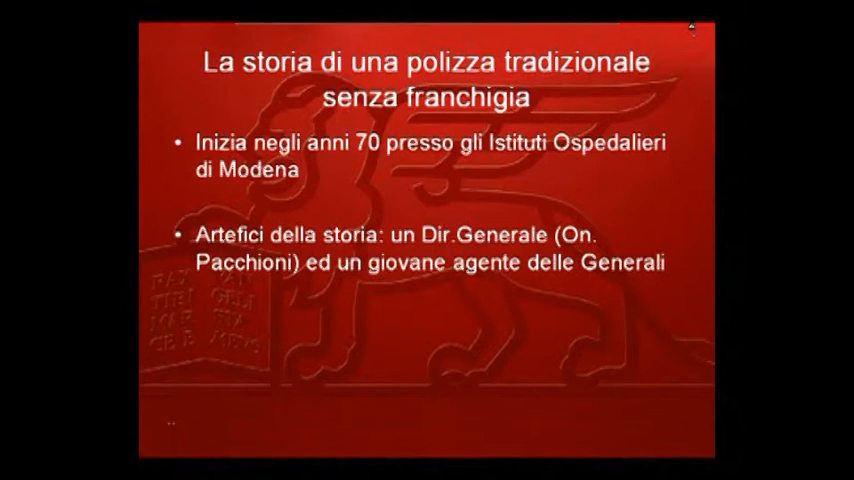 La storia di una polizza tradizionale
senza franchigia
• Inizia negli anni 70 presso gli Istituti Ospedalieri
di Modena
• Artefici della storia: un Dir.Generale (On.
Pacchioni) ed un giovane agente delle Generali